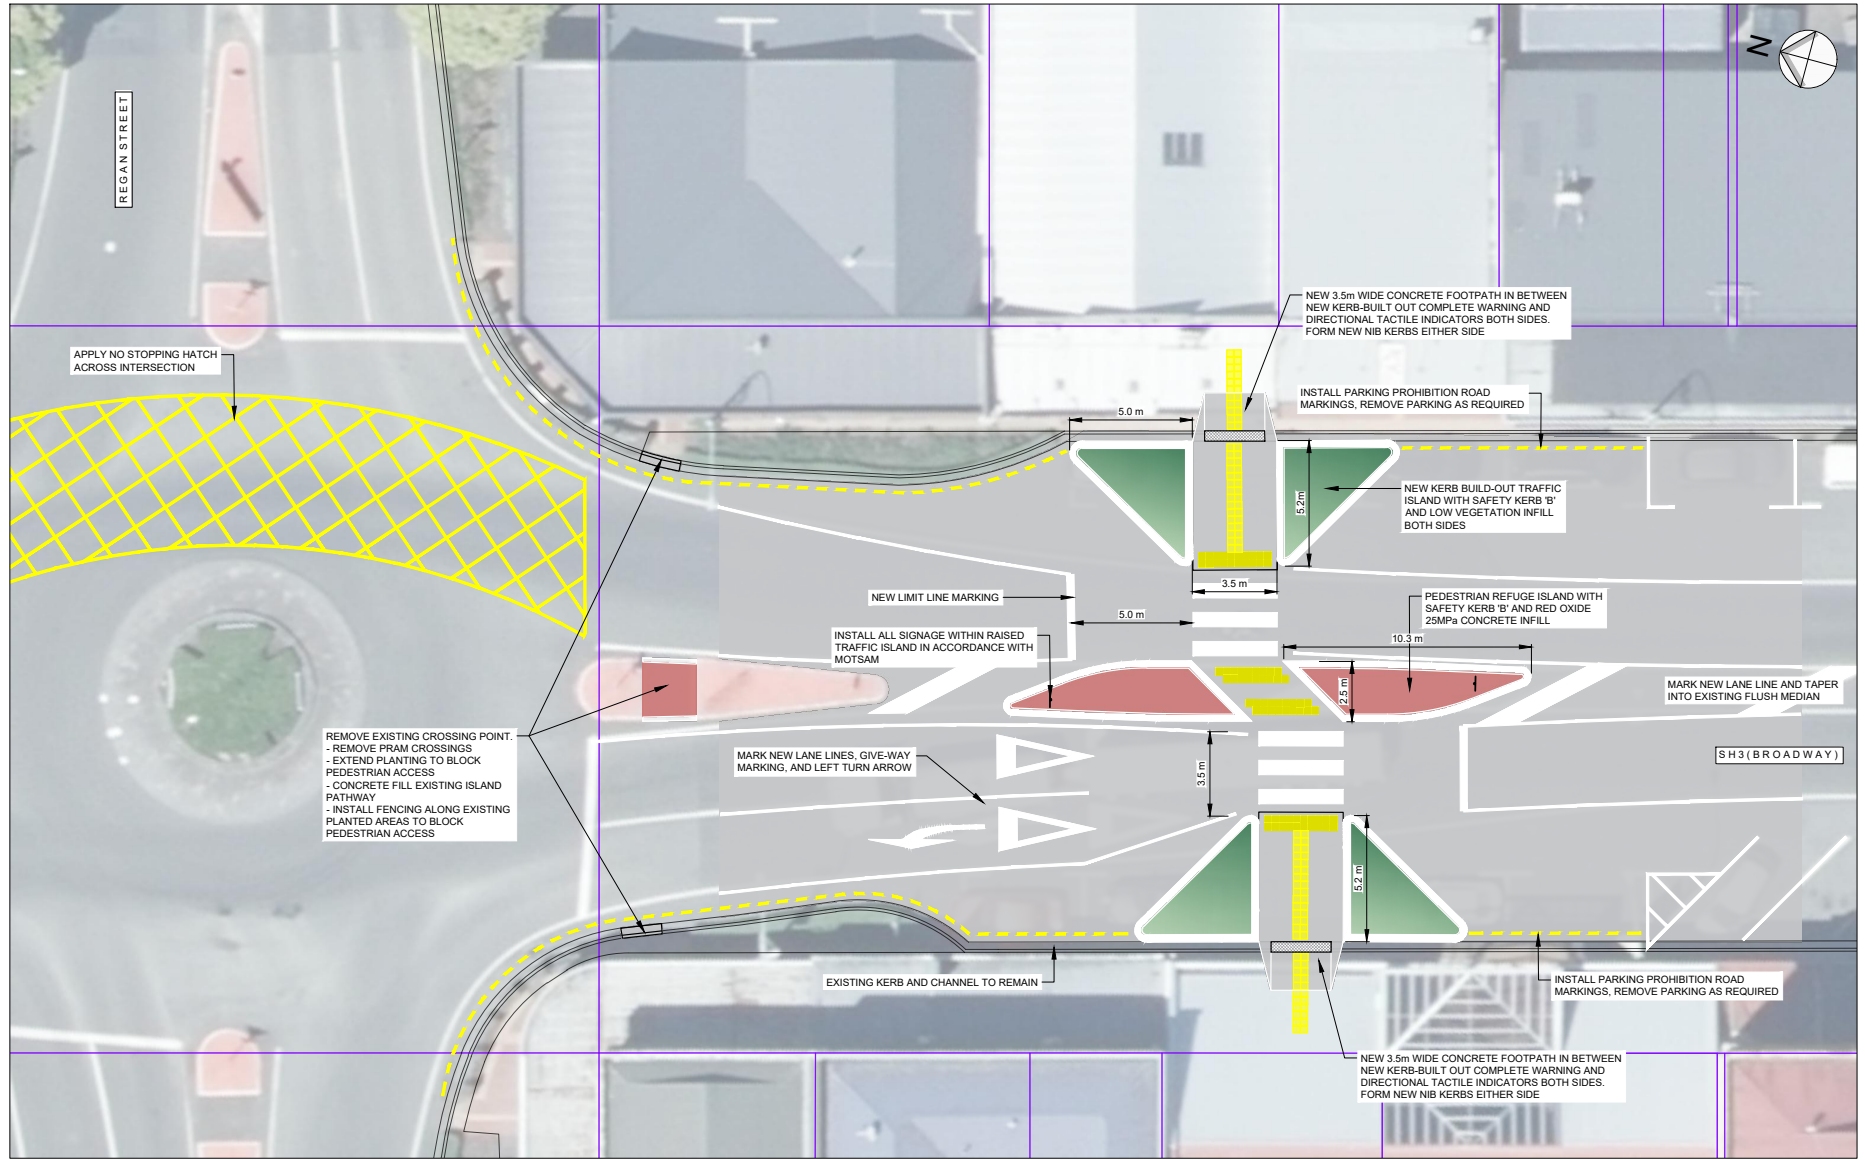 REGAN STREET
N
NEW 3.5m WIDE CONCRETE FOOTPATH IN BETWEEN
NEW KERB-BUILT OUT COMPLETE WARNING AND
DIRECTIONAL TACTILE INDICATORS BOTH SIDES.
FORM NEW NIB KERBS EITHER SIDE
APPLY NO STOPPING HATCH
ACROSS INTERSECTION
INSTALL PARKING PROHIBITION ROAD
MARKINGS, REMOVE PARKING AS REQUIRED
5.0 m
5.2m
NEW KERB BUILD-OUT TRAFFIC
ISLAND WITH SAFETY KERB 'B'
AND LOW VEGETATION INFILL
BOTH SIDES
3.5 m
NEW LIMIT LINE MARKING
5.0 m
PEDESTRIAN REFUGE ISLAND WITH
SAFETY KERB 'B' AND RED OXIDE
25MPa CONCRETE INFILL
10.3 m
INSTALL ALL SIGNAGE WITHIN RAISED
TRAFFIC ISLAND IN ACCORDANCE WITH
MOTSAM
2.5 m
MARK NEW LANE LINE AND TAPER
INTO EXISTING FLUSH MEDIAN
REMOVE EXISTING CROSSING POINT.
- REMOVE PRAM CROSSINGS
- EXTEND PLANTING TO BLOCK
PEDESTRIAN ACCESS
- CONCRETE FILL EXISTING ISLAND
PATHWAY
- INSTALL FENCING ALONG EXISTING
PLANTED AREAS TO BLOCK
PEDESTRIAN ACCESS
MARK NEW LANE LINES, GIVE-WAY
MARKING, AND LEFT TURN ARROW
3.5 m
SH3(BROADWAY)
5.2 m
EXISTING KERB AND CHANNEL TO REMAIN
INSTALL PARKING PROHIBITION ROAD
MARKINGS, REMOVE PARKING AS REQUIRED
NEW 3.5m WIDE CONCRETE FOOTPATH IN BETWEEN
NEW KERB-BUILT OUT COMPLETE WARNING AND
DIRECTIONAL TACTILE INDICATORS BOTH SIDES.
FORM NEW NIB KERBS EITHER SIDE